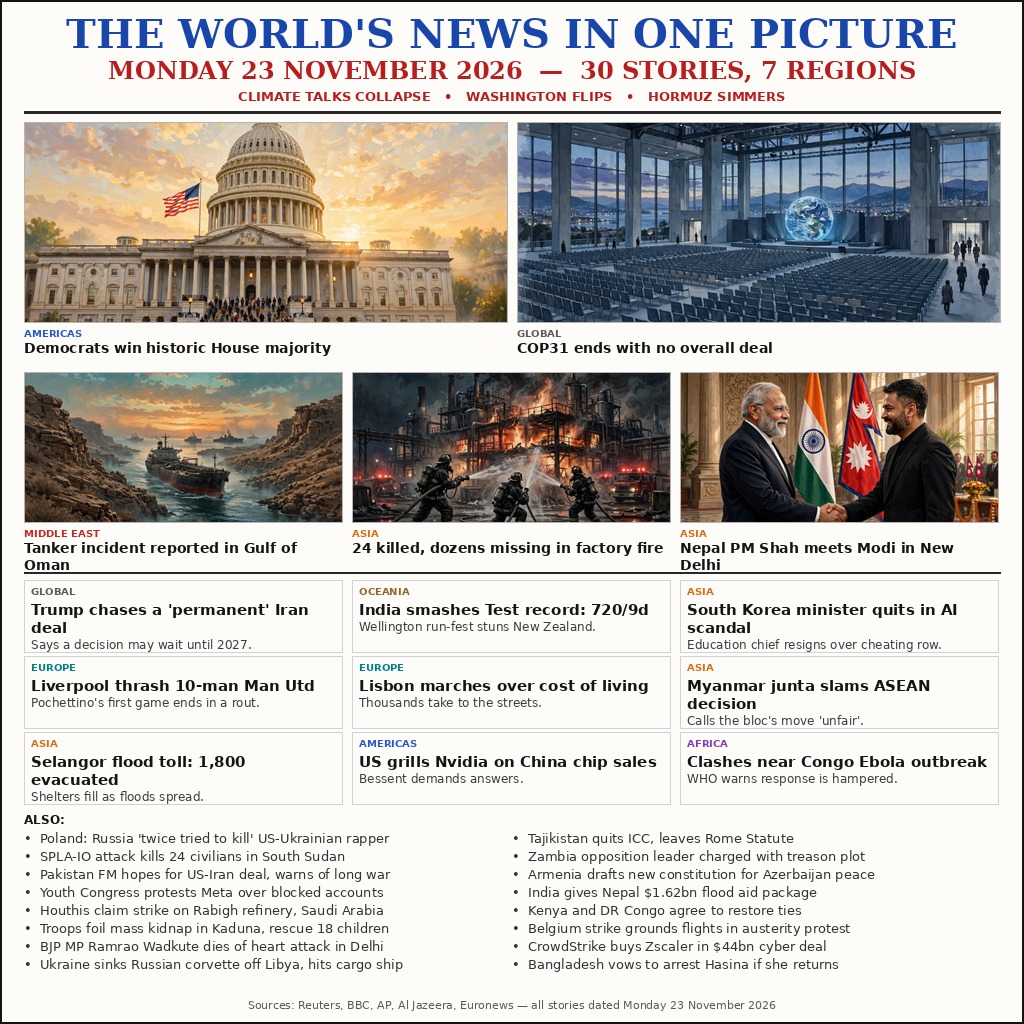 THE WORLD'S NEWS IN ONE PICTURE
MONDAY 23 NOVEMBER 2026 — 30 STORIES, 7 REGIONS
CLIMATE TALKS COLLAPSE • WASHINGTON FLIPS • HORMUZ SIMMERS
AMERICAS
Democrats win historic House majority
GLOBAL
COP31 ends with no overall deal
MIDDLE EAST
Tanker incident reported in Gulf of
Oman
ASIA
24 killed, dozens missing in factory fire
ASIA
Nepal PM Shah meets Modi in New
Delhi
GLOBAL
Trump chases a 'permanent' Iran
deal
Says a decision may wait until 2027.
OCEANIA
India smashes Test record: 720/9d
Wellington run-fest stuns New Zealand.
ASIA
South Korea minister quits in AI
scandal
Education chief resigns over cheating row.
EUROPE
Liverpool thrash 10-man Man Utd
Pochettino's first game ends in a rout.
EUROPE
Lisbon marches over cost of living
Thousands take to the streets.
ASIA
Myanmar junta slams ASEAN
decision
Calls the bloc's move 'unfair'.
ASIA
Selangor flood toll: 1,800
evacuated
Shelters fill as floods spread.
AMERICAS
US grills Nvidia on China chip sales
Bessent demands answers.
AFRICA
Clashes near Congo Ebola outbreak
WHO warns response is hampered.
ALSO:
• Poland: Russia 'twice tried to kill' US-Ukrainian rapper
• SPLA-IO attack kills 24 civilians in South Sudan
• Pakistan FM hopes for US-Iran deal, warns of long war
• Youth Congress protests Meta over blocked accounts
• Houthis claim strike on Rabigh refinery, Saudi Arabia
• Troops foil mass kidnap in Kaduna, rescue 18 children
• BJP MP Ramrao Wadkute dies of heart attack in Delhi
• Ukraine sinks Russian corvette off Libya, hits cargo ship
• Tajikistan quits ICC, leaves Rome Statute
• Zambia opposition leader charged with treason plot
• Armenia drafts new constitution for Azerbaijan peace
• India gives Nepal $1.62bn flood aid package
• Kenya and DR Congo agree to restore ties
• Belgium strike grounds flights in austerity protest
• CrowdStrike buys Zscaler in $44bn cyber deal
• Bangladesh vows to arrest Hasina if she returns
Sources: Reuters, BBC, AP, Al Jazeera, Euronews — all stories dated Monday 23 November 2026